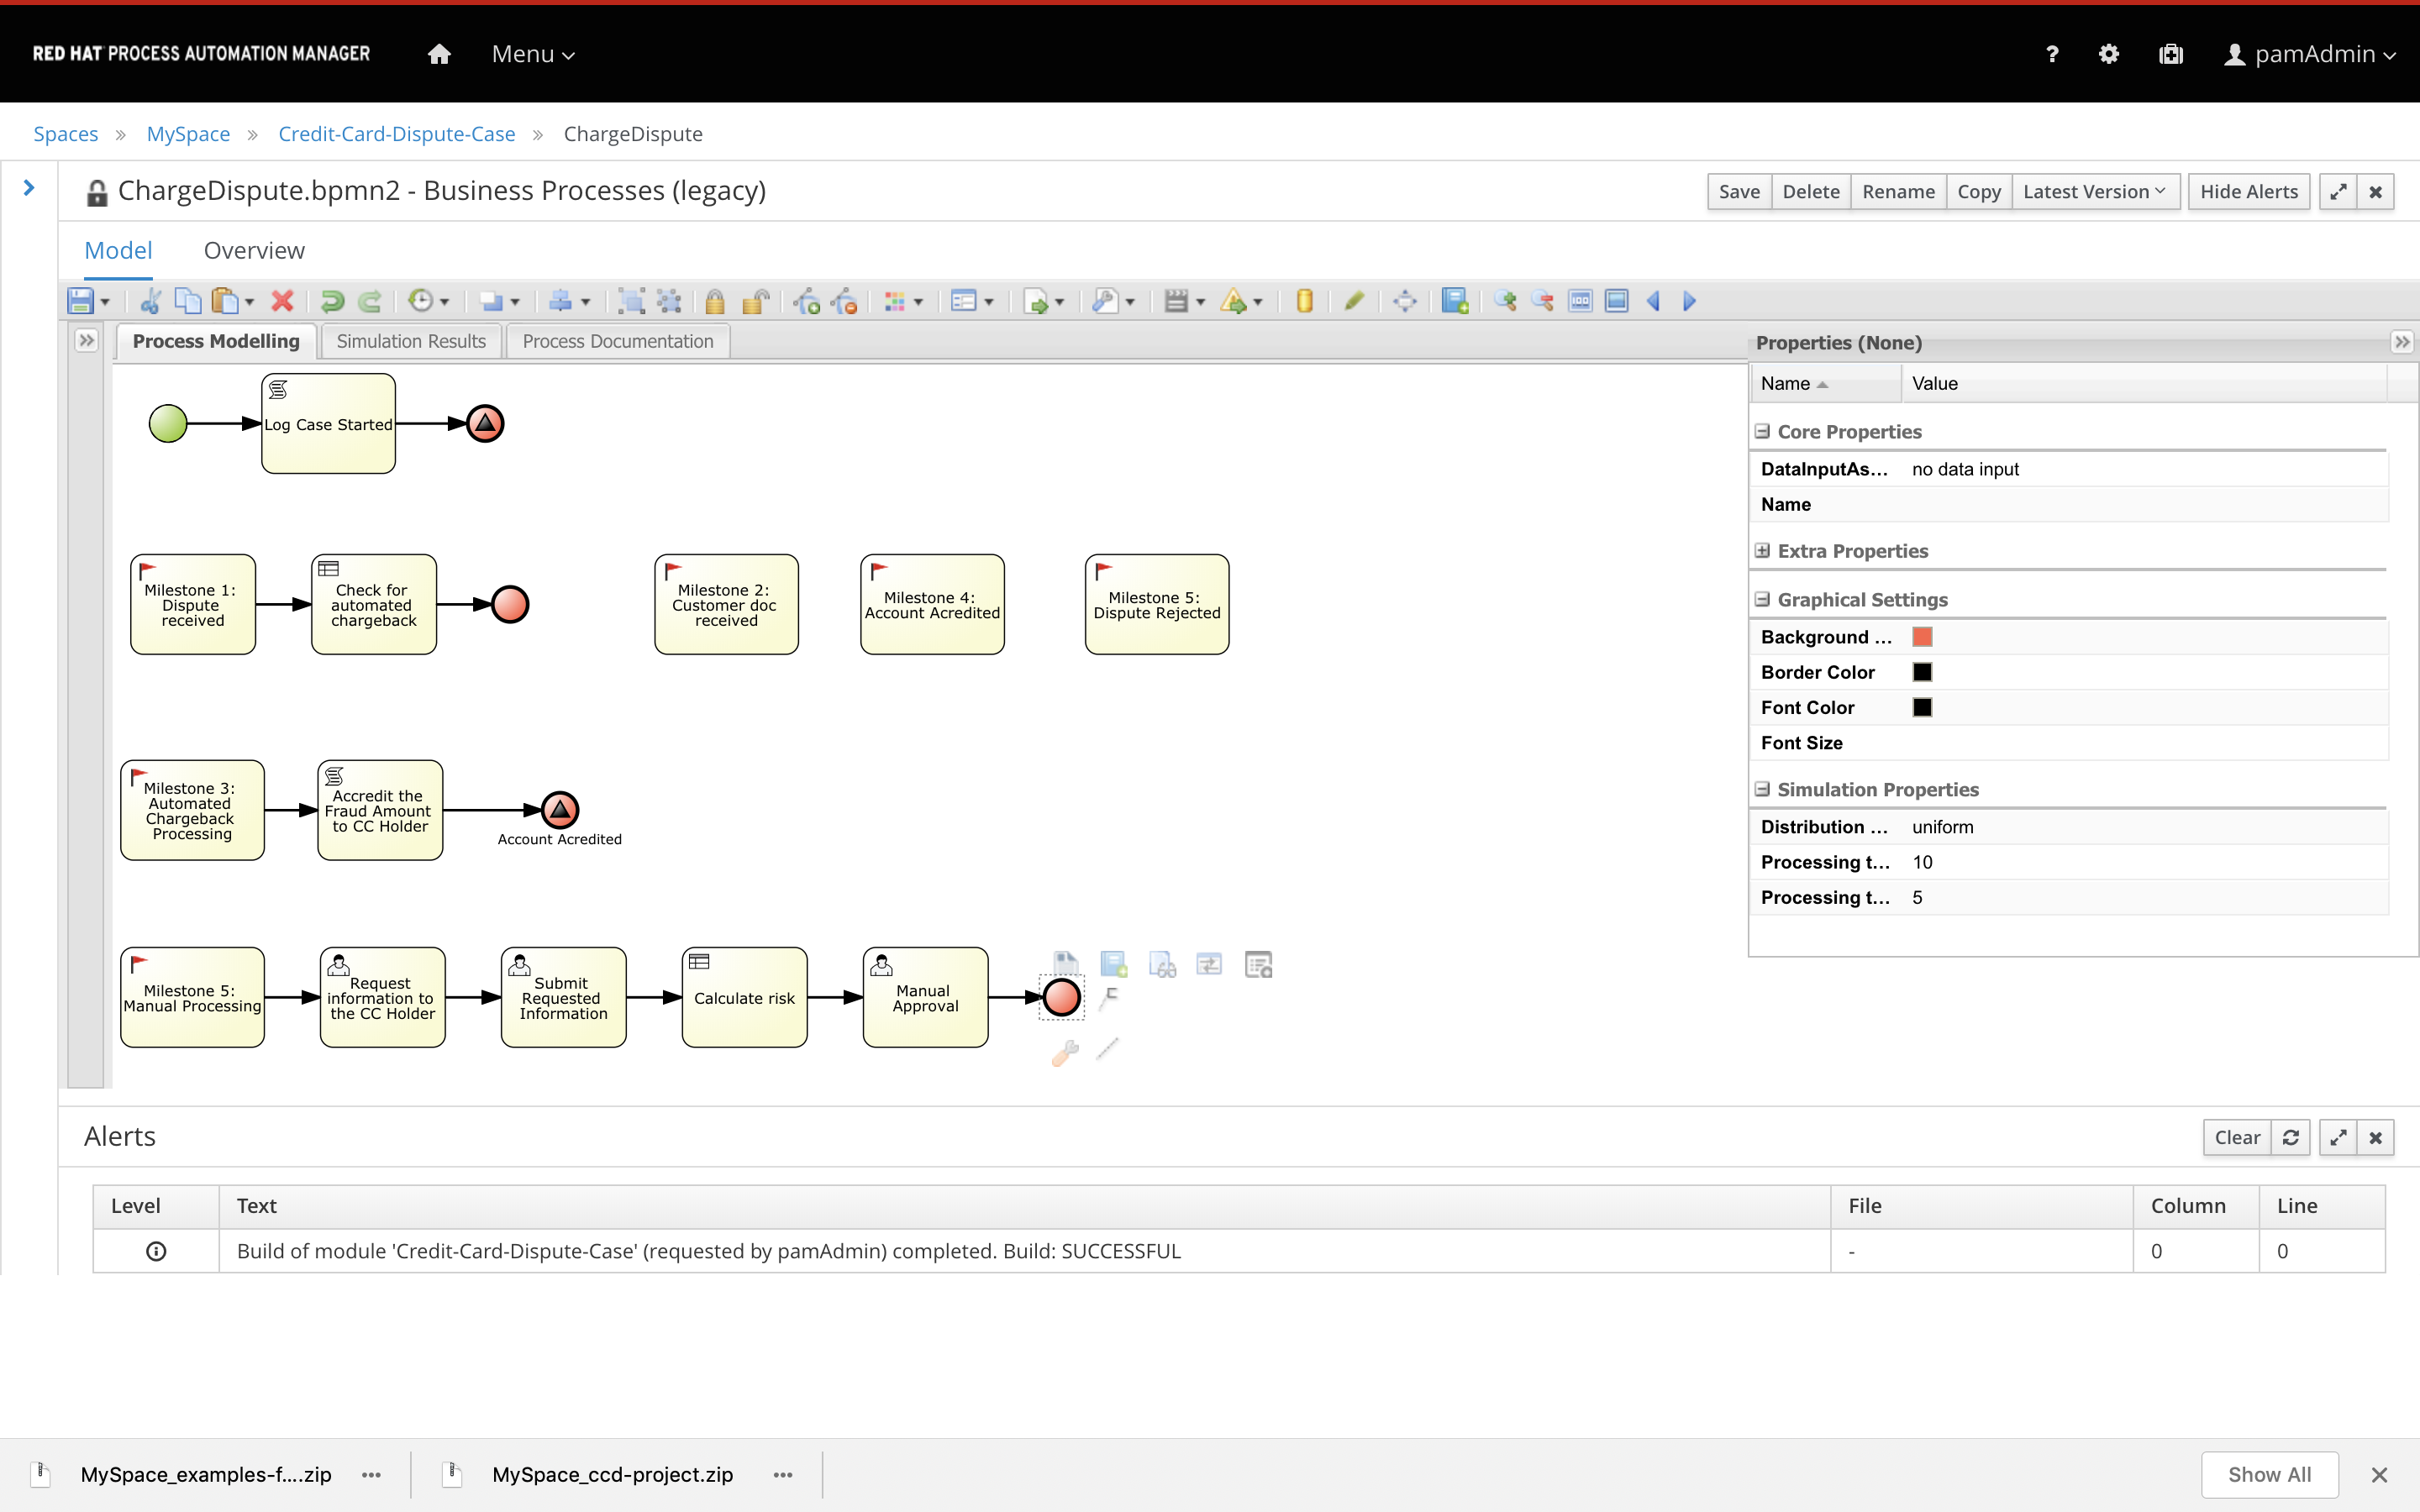 RED HAT PROCESS AUTOMATION MANAGER
Menu
?
pamAdmin
Spaces » MySpace » Credit-Card-Dispute-Case » ChargeDispute
ChargeDispute.bpmn2 - Business Processes (legacy)
Save
Delete
Rename
Copy
Latest Version
Hide Alerts
Model
Overview
Process Modelling
Simulation Results
Process Documentation
Log Case Started
Milestone 1:
Dispute
received
Check for
automated
chargeback
Milestone 2:
Customer doc
received
Milestone 4:
Account Acredited
Milestone 5:
Dispute Rejected
Milestone 3:
Automated
Chargeback
Processing
Accredit the
Fraud Amount
to CC Holder
Account Acredited
Milestone 5:
Manual Processing
Request
information to
the CC Holder
Submit
Requested
Information
Calculate risk
Manual
Approval
Properties (None)
Name
Value
Core Properties
DataInputAs... no data input
Name
Extra Properties
Graphical Settings
Background ...
Border Color
Font Color
Font Size
Simulation Properties
Distribution ... uniform
Processing t... 10
Processing t... 5
Alerts
Clear
Level Text File Column Line
Build of module 'Credit-Card-Dispute-Case' (requested by pamAdmin) completed. Build: SUCCESSFUL - 0 0
MySpace_examples-f....zip
MySpace_ccd-project.zip
Show All